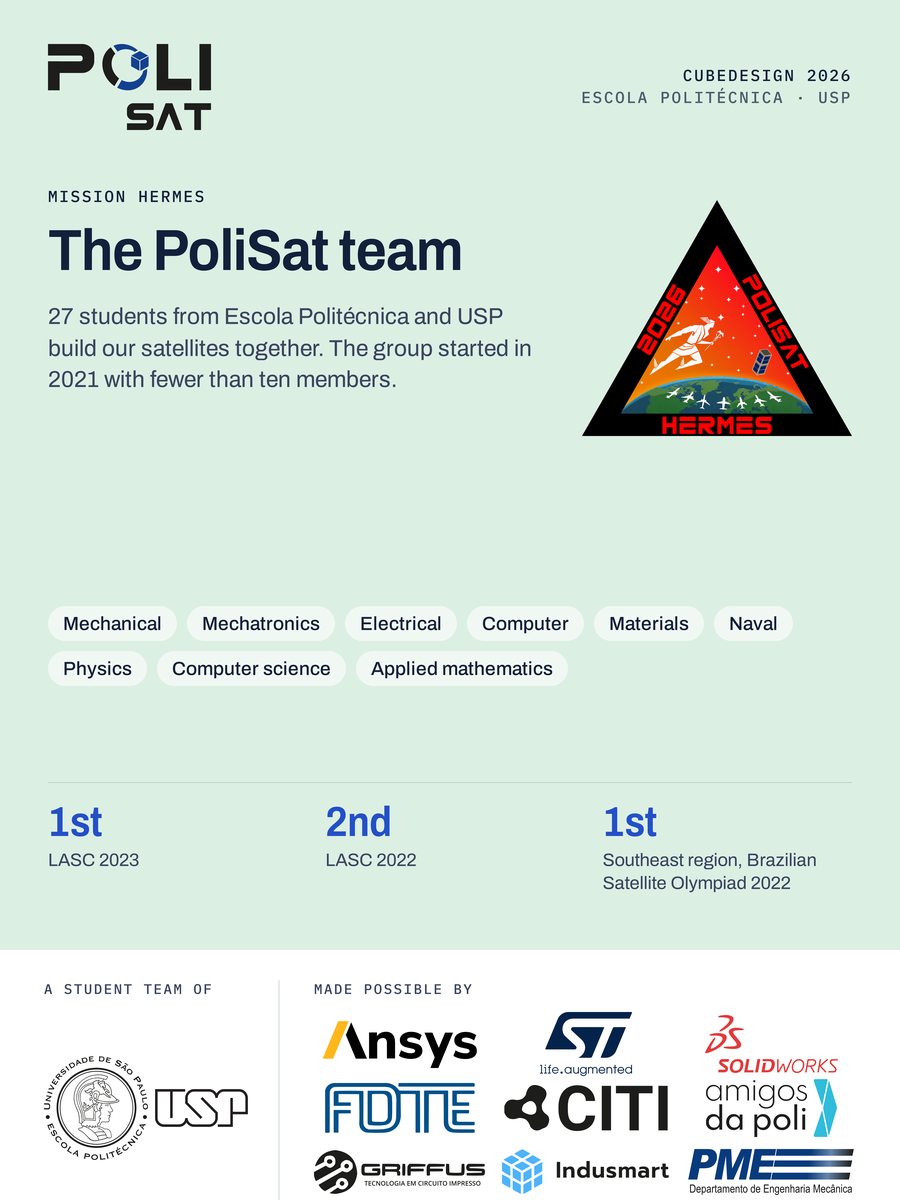 POLI
SAT
CUBEDESIGN 2026
ESCOLA POLITÉCNICA · USP
MISSION HERMES
The PoliSat team
27 students from Escola Politécnica and USP
build our satellites together. The group started in
2021 with fewer than ten members.
2026
POLISAT
HERMES
Mechanical
Mechatronics
Electrical
Computer
Materials
Naval
Physics
Computer science
Applied mathematics
1st
LASC 2023
2nd
LASC 2022
1st
Southeast region, Brazilian
Satellite Olympiad 2022
A STUDENT TEAM OF
UNIVERSIDADE DE SÃO PAULO
ESCOLA POLITÉCNICA
USP
MADE POSSIBLE BY
Ansys
ST
life.augmented
3DS
SOLIDWORKS
FDTE
CITI
amigos
da poli
GRIFFUS
TECNOLOGIA EM CIRCUITO IMPRESSO
Indusmart
PME
Departamento de Engenharia Mecânica